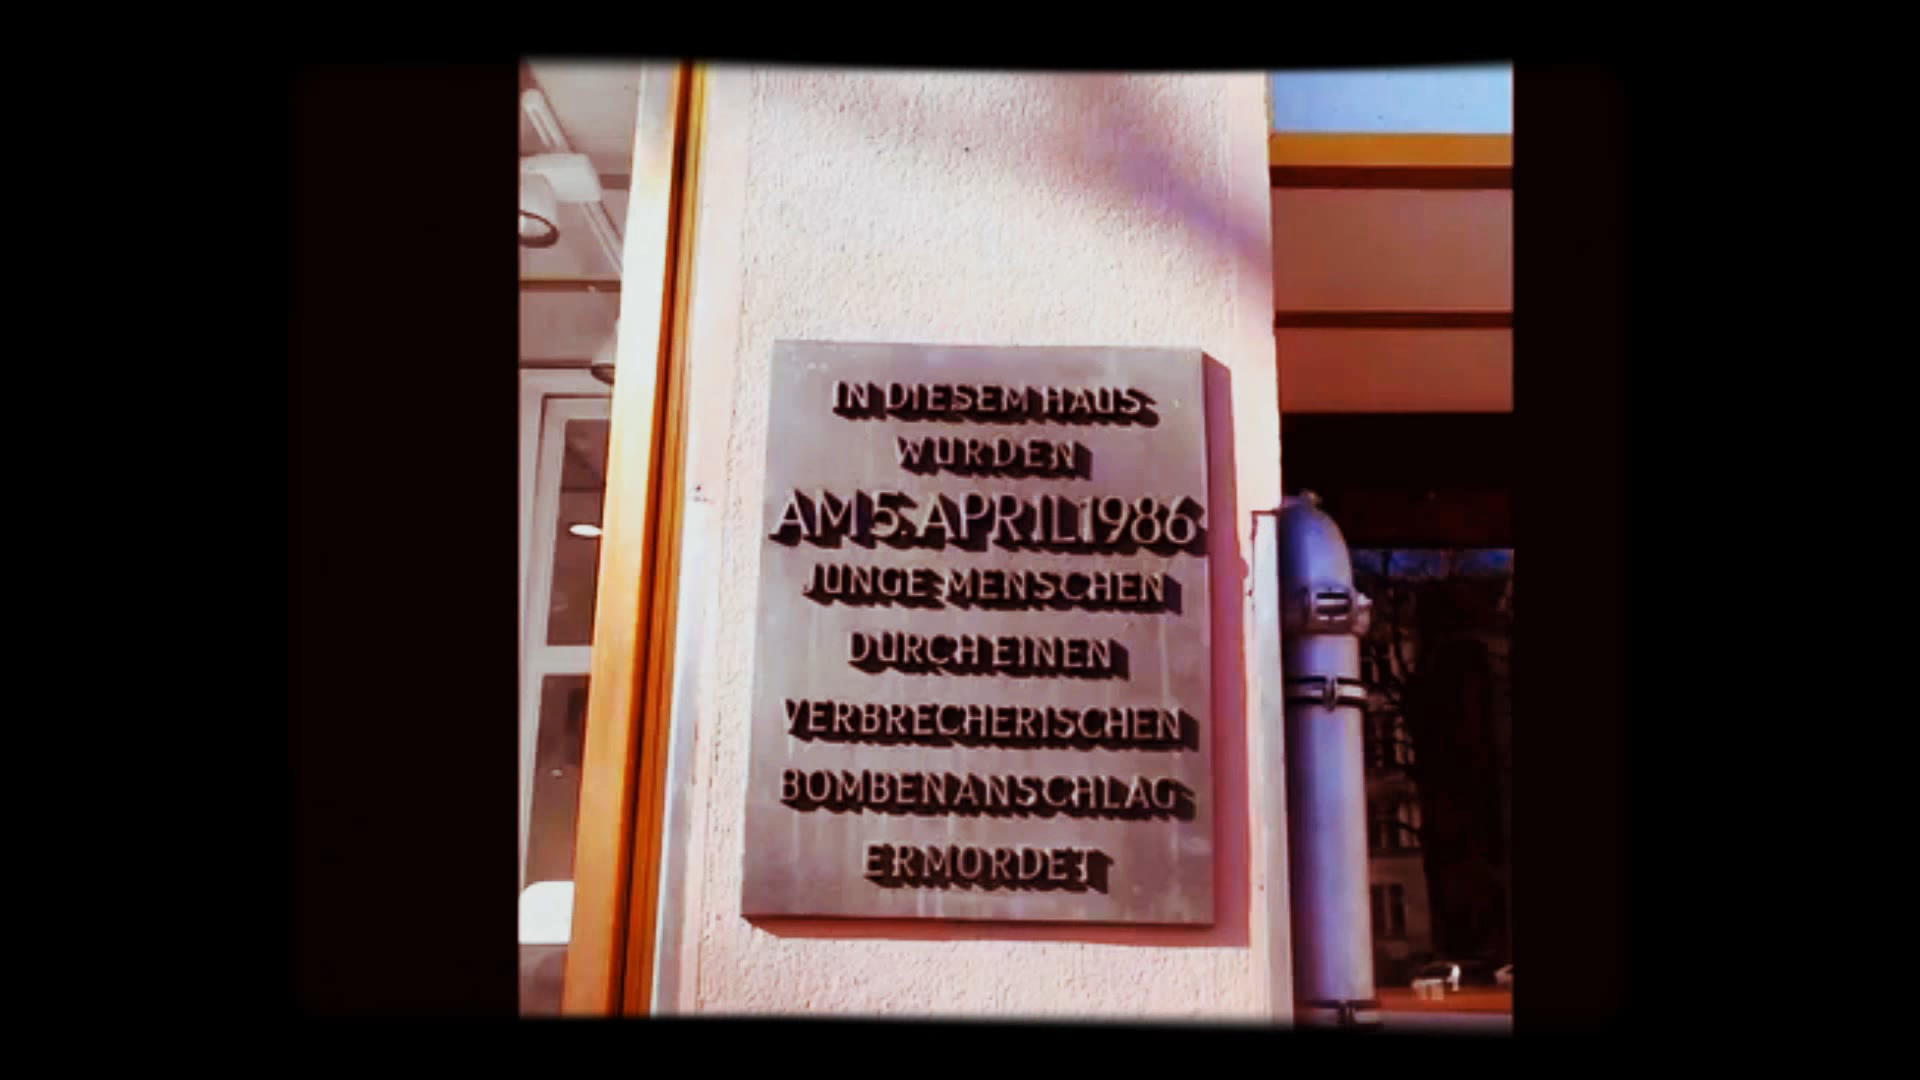 IN DIESEM HAUS
WURDEN
AM 5. APRIL 1986
JUNGE MENSCHEN
DURCH EINEN
VERBRECHERISCHEN
BOMBENANSCHLAG
ERMORDET